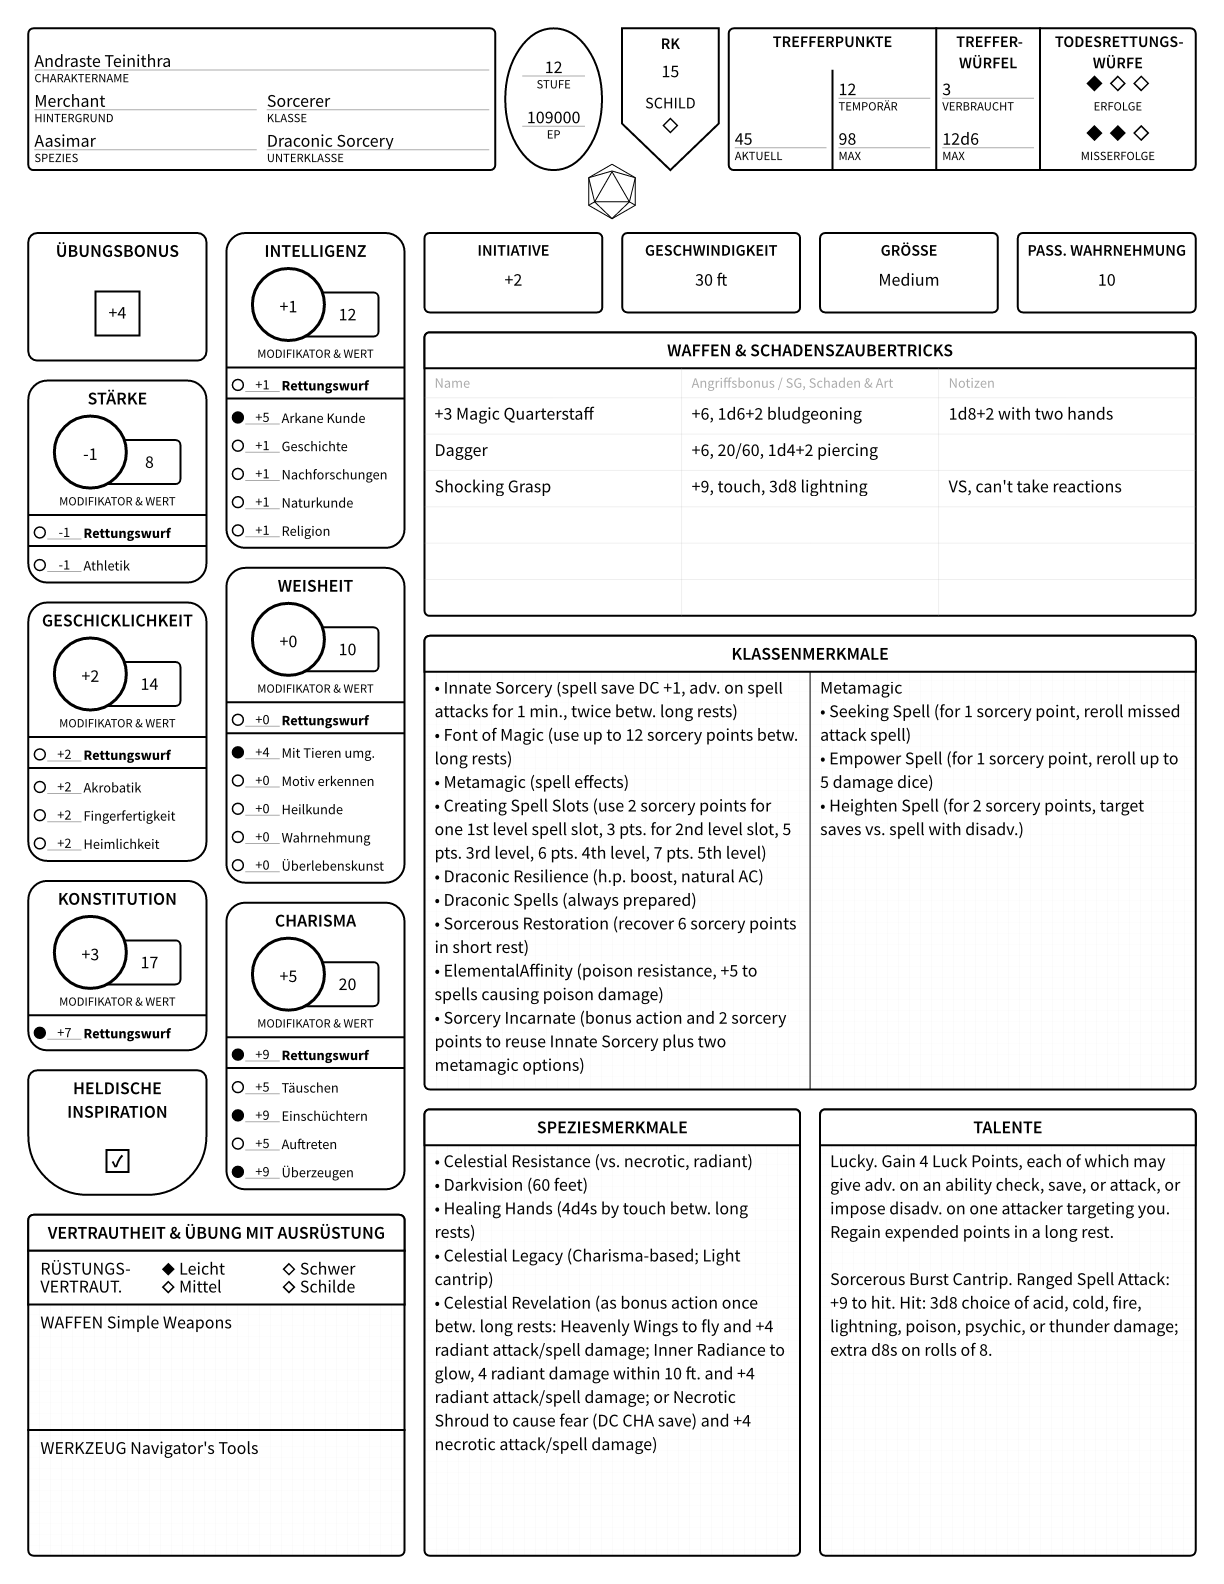 Andraste Teinithra
CHARAKTERNAME
Merchant
HINTERGRUND
Sorcerer
KLASSE
Aasimar
SPEZIES
Draconic Sorcery
UNTERKLASSE
12
STUFE
109000
EP
RK
15
SCHILD
TREFFERPUNKTE
45
AKTUELL
12
TEMPORÄR
98
MAX
TREFFER-
WÜRFEL
3
VERBRAUCHT
12d6
MAX
TODESRETTUNGS-
WÜRFE
ERFOLGE
MISSERFOLGE
ÜBUNGSBONUS
+4
STÄRKE
-1
8
MODIFIKATOR & WERT
-1 Rettungswurf
-1 Athletik
GESCHICKLICHKEIT
+2
14
MODIFIKATOR & WERT
+2 Rettungswurf
+2 Akrobatik
+2 Fingerfertigkeit
+2 Heimlichkeit
KONSTITUTION
+3
17
MODIFIKATOR & WERT
+7 Rettungswurf
HELDISCHE
INSPIRATION
✓
INTELLIGENZ
+1
12
MODIFIKATOR & WERT
+1 Rettungswurf
+5 Arkane Kunde
+1 Geschichte
+1 Nachforschungen
+1 Naturkunde
+1 Religion
WEISHEIT
+0
10
MODIFIKATOR & WERT
+0 Rettungswurf
+4 Mit Tieren umg.
+0 Motiv erkennen
+0 Heilkunde
+0 Wahrnehmung
+0 Überlebenskunst
CHARISMA
+5
20
MODIFIKATOR & WERT
+9 Rettungswurf
+5 Täuschen
+9 Einschüchtern
+5 Auftreten
+9 Überzeugen
VERTRAUTHEIT & ÜBUNG MIT AUSRÜSTUNG
RÜSTUNGS-
VERTRAUT.
Leicht
Schwer
Mittel
Schilde
WAFFEN Simple Weapons
WERKZEUG Navigator's Tools
INITIATIVE
+2
GESCHWINDIGKEIT
30 ft
GRÖSSE
Medium
PASS. WAHRNEHMUNG
10
WAFFEN & SCHADENSZAUBERTRICKS
Name Angriffsbonus / SG, Schaden & Art Notizen
+3 Magic Quarterstaff +6, 1d6+2 bludgeoning 1d8+2 with two hands
Dagger +6, 20/60, 1d4+2 piercing
Shocking Grasp +9, touch, 3d8 lightning VS, can't take reactions
KLASSENMERKMALE
• Innate Sorcery (spell save DC +1, adv. on spell
attacks for 1 min., twice betw. long rests)
• Font of Magic (use up to 12 sorcery points betw.
long rests)
• Metamagic (spell effects)
• Creating Spell Slots (use 2 sorcery points for
one 1st level spell slot, 3 pts. for 2nd level slot, 5
pts. 3rd level, 6 pts. 4th level, 7 pts. 5th level)
• Draconic Resilience (h.p. boost, natural AC)
• Draconic Spells (always prepared)
• Sorcerous Restoration (recover 6 sorcery points
in short rest)
• ElementalAffinity (poison resistance, +5 to
spells causing poison damage)
• Sorcery Incarnate (bonus action and 2 sorcery
points to reuse Innate Sorcery plus two
metamagic options)
Metamagic
• Seeking Spell (for 1 sorcery point, reroll missed
attack spell)
• Empower Spell (for 1 sorcery point, reroll up to
5 damage dice)
• Heighten Spell (for 2 sorcery points, target
saves vs. spell with disadv.)
SPEZIESMERKMALE
• Celestial Resistance (vs. necrotic, radiant)
• Darkvision (60 feet)
• Healing Hands (4d4s by touch betw. long
rests)
• Celestial Legacy (Charisma-based; Light
cantrip)
• Celestial Revelation (as bonus action once
betw. long rests: Heavenly Wings to fly and +4
radiant attack/spell damage; Inner Radiance to
glow, 4 radiant damage within 10 ft. and +4
radiant attack/spell damage; or Necrotic
Shroud to cause fear (DC CHA save) and +4
necrotic attack/spell damage)
TALENTE
Lucky. Gain 4 Luck Points, each of which may
give adv. on an ability check, save, or attack, or
impose disadv. on one attacker targeting you.
Regain expended points in a long rest.
Sorcerous Burst Cantrip. Ranged Spell Attack:
+9 to hit. Hit: 3d8 choice of acid, cold, fire,
lightning, poison, psychic, or thunder damage;
extra d8s on rolls of 8.